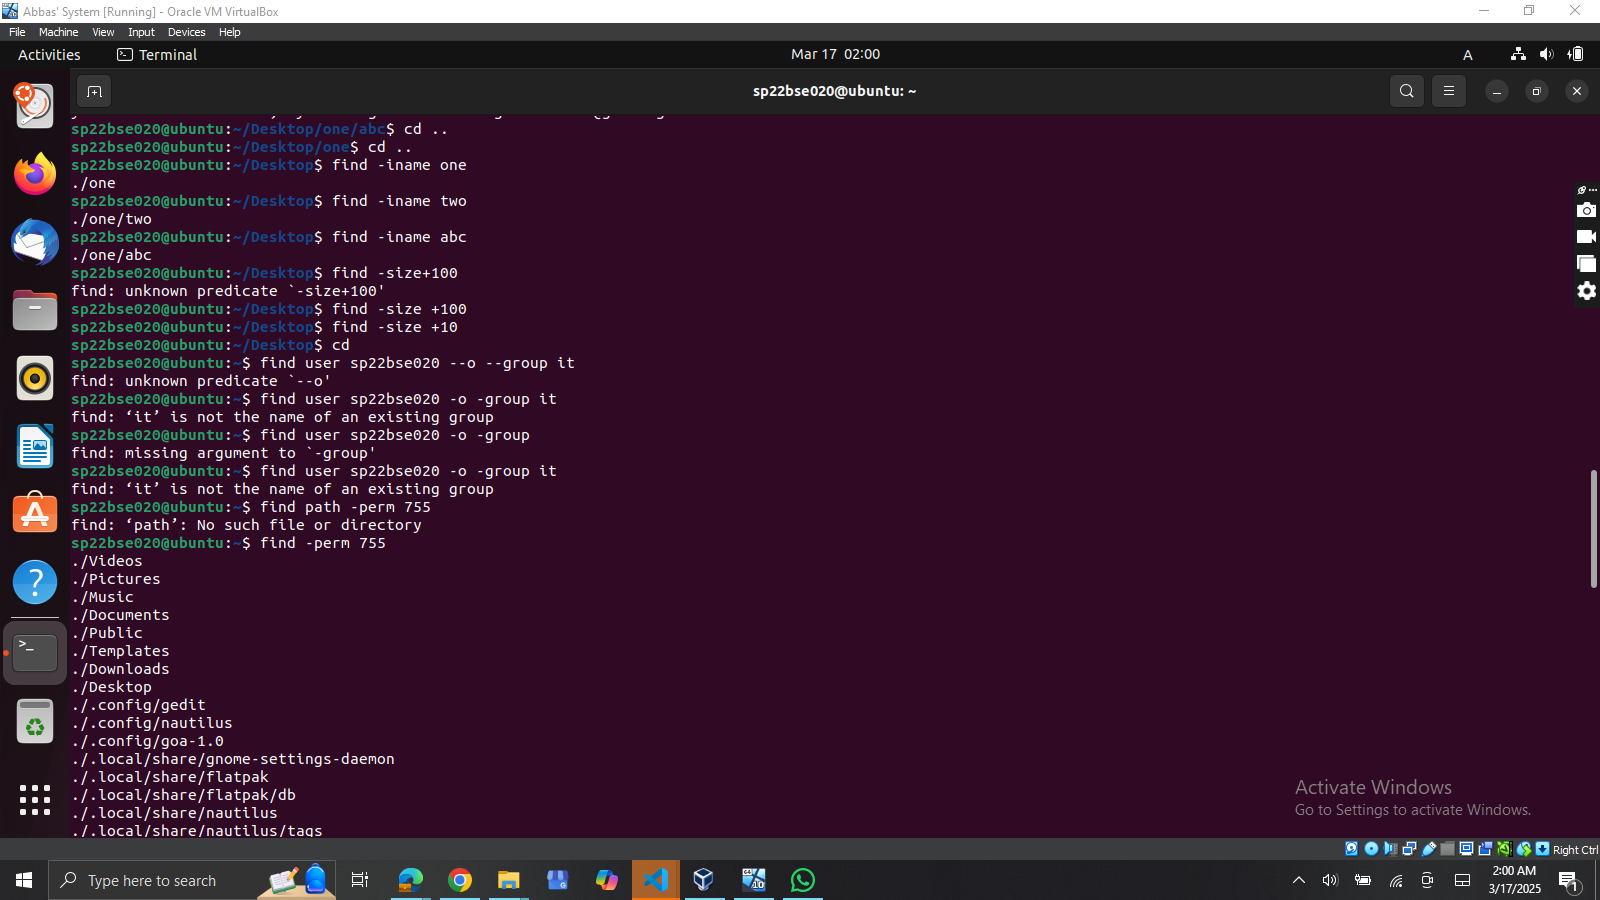 Abbas' System [Running] - Oracle VM VirtualBox
File Machine View Input Devices Help
Activities Terminal Mar 17 02:00 A
sp22bse020@ubuntu: ~
sp22bse020@ubuntu:~/Desktop/one/abc$ cd ..
sp22bse020@ubuntu:~/Desktop/one$ cd ..
sp22bse020@ubuntu:~/Desktop$ find -iname one
./one
sp22bse020@ubuntu:~/Desktop$ find -iname two
./one/two
sp22bse020@ubuntu:~/Desktop$ find -iname abc
./one/abc
sp22bse020@ubuntu:~/Desktop$ find -size+100
find: unknown predicate `-size+100'
sp22bse020@ubuntu:~/Desktop$ find -size +100
sp22bse020@ubuntu:~/Desktop$ find -size +10
sp22bse020@ubuntu:~/Desktop$ cd
sp22bse020@ubuntu:~$ find user sp22bse020 --o --group it
find: unknown predicate `--o'
sp22bse020@ubuntu:~$ find user sp22bse020 -o -group it
find: ‘it’ is not the name of an existing group
sp22bse020@ubuntu:~$ find user sp22bse020 -o -group
find: missing argument to `-group'
sp22bse020@ubuntu:~$ find user sp22bse020 -o -group it
find: ‘it’ is not the name of an existing group
sp22bse020@ubuntu:~$ find path -perm 755
find: ‘path’: No such file or directory
sp22bse020@ubuntu:~$ find -perm 755
./Videos
./Pictures
./Music
./Documents
./Public
./Templates
./Downloads
./Desktop
./.config/gedit
./.config/nautilus
./.config/goa-1.0
./.local/share/gnome-settings-daemon
./.local/share/flatpak
./.local/share/flatpak/db
./.local/share/nautilus
./.local/share/nautilus/tags
Activate Windows
Go to Settings to activate Windows.
Right Ctrl
Type here to search
2:00 AM
3/17/2025
1